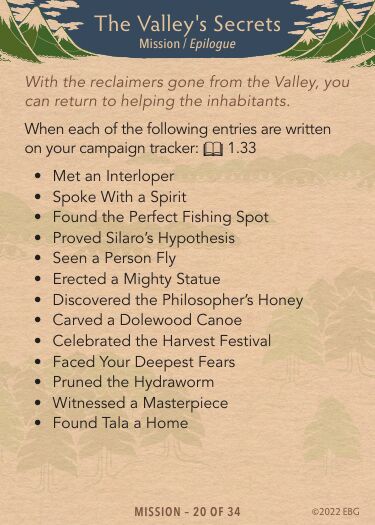 The Valley's Secrets
Mission / Epilogue
With the reclaimers gone from the Valley, you
can return to helping the inhabitants.
When each of the following entries are written
on your campaign tracker: 1.33
• Met an Interloper
• Spoke With a Spirit
• Found the Perfect Fishing Spot
• Proved Silaro’s Hypothesis
• Seen a Person Fly
• Erected a Mighty Statue
• Discovered the Philosopher’s Honey
• Carved a Dolewood Canoe
• Celebrated the Harvest Festival
• Faced Your Deepest Fears
• Pruned the Hydraworm
• Witnessed a Masterpiece
• Found Tala a Home
MISSION – 20 OF 34
©2022 EBG